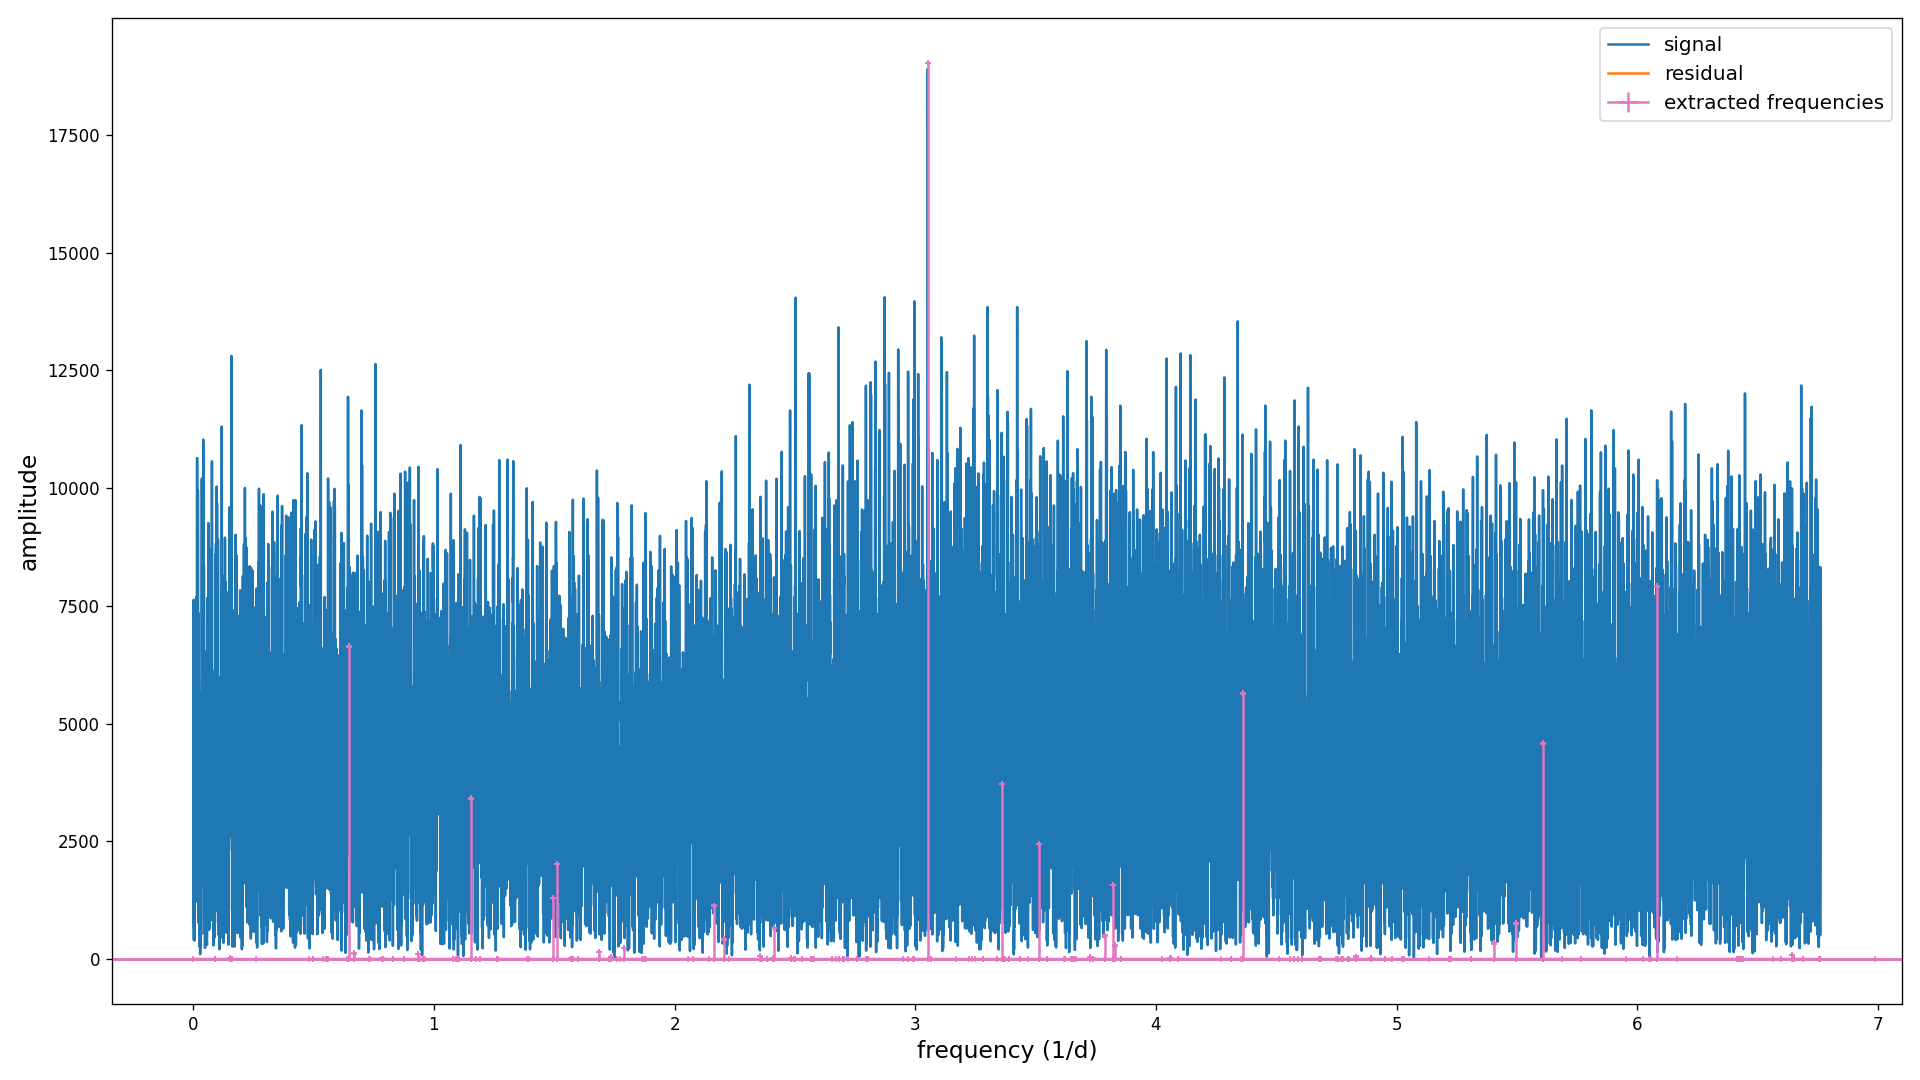 signal
residual
extracted frequencies
17500
15000
12500
10000
7500
5000
2500
0
amplitude
0 1 2 3 4 5 6 7
frequency (1/d)